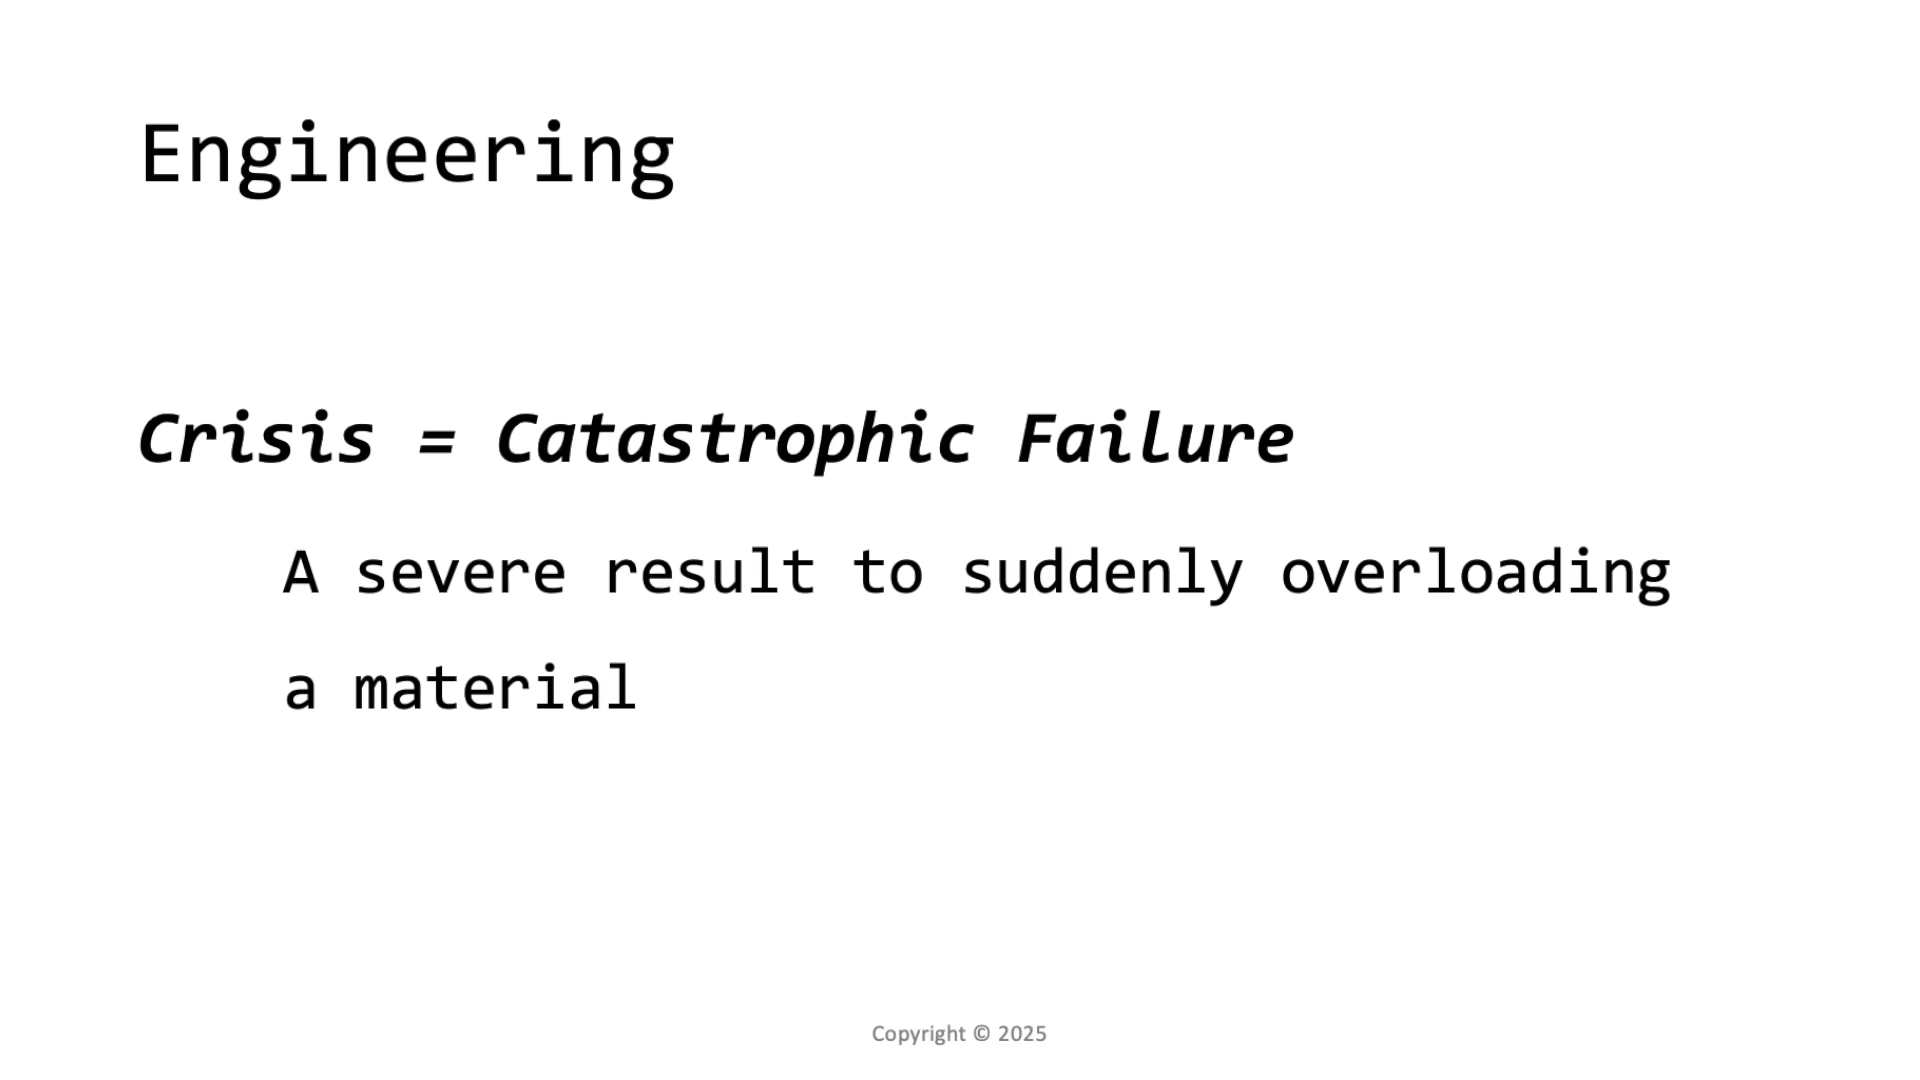 Engineering
Crisis = Catastrophic Failure
A severe result to suddenly overloading
a material
Copyright © 2025